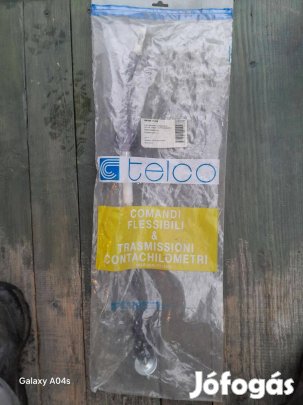 telco
COMANDI
FLESSIBILI
&
TRASMISSIONI
CONTACHILOMETRI
Galaxy A04s
Jófogás